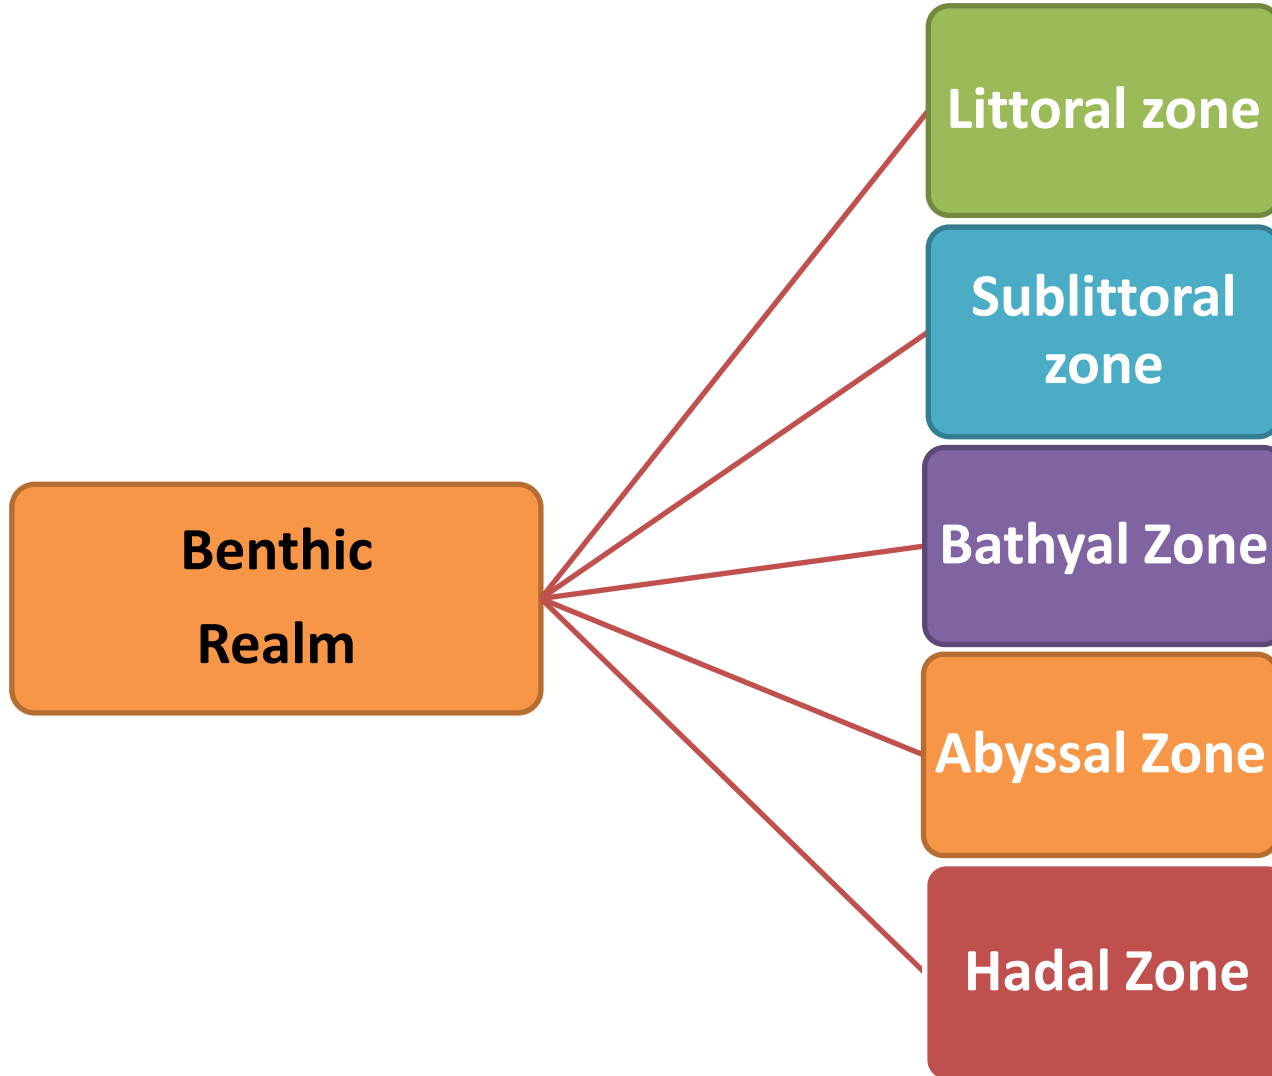 Littoral zone
Sublittoral
zone
Benthic
Realm
Bathyal Zone
Abyssal Zone
Hadal Zone